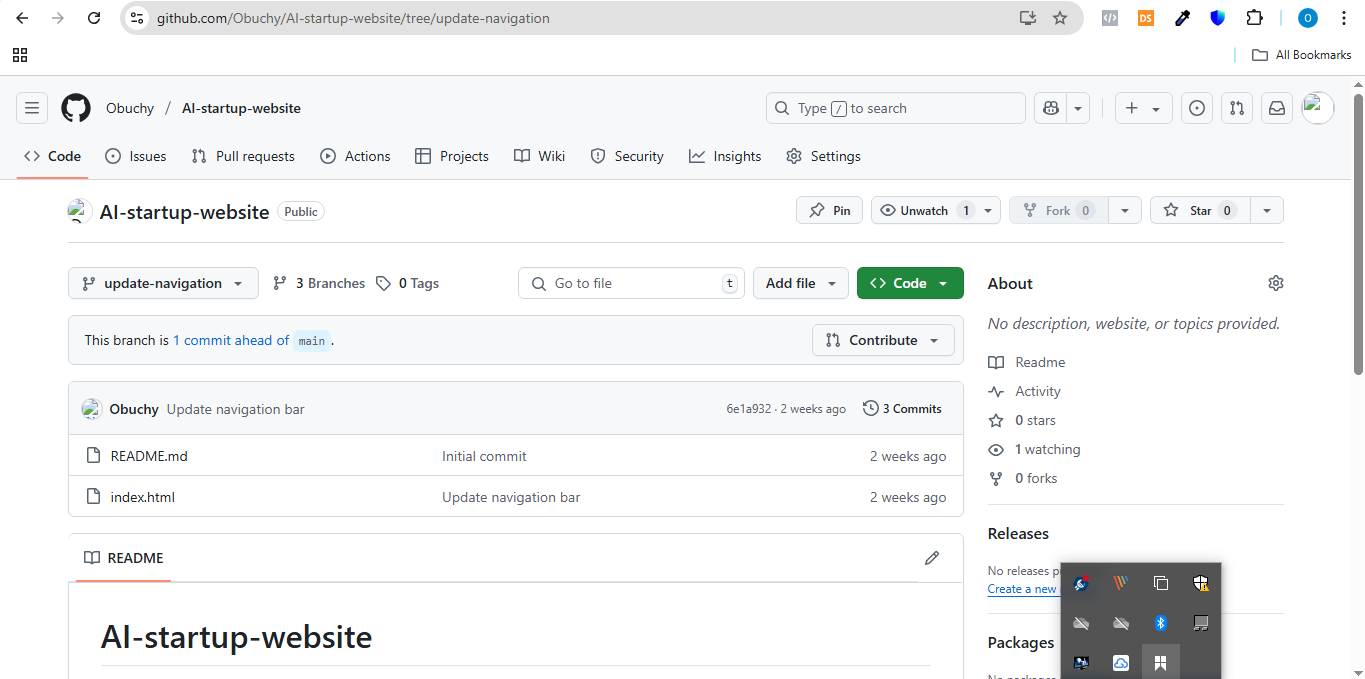 github.com/Obuchy/AI-startup-website/tree/update-navigation
DS
O
All Bookmarks
Obuchy / AI-startup-website
Type / to search
Code Issues Pull requests Actions Projects Wiki Security Insights Settings
AI-startup-website Public
Pin Unwatch 1 Fork 0 Star 0
update-navigation 3 Branches 0 Tags Go to file t Add file Code
About
This branch is 1 commit ahead of main .
Contribute
No description, website, or topics provided.
Obuchy Update navigation bar 6e1a932 · 2 weeks ago 3 Commits
README.md Initial commit 2 weeks ago
index.html Update navigation bar 2 weeks ago
Readme
Activity
0 stars
1 watching
0 forks
Releases
No releases
Create a new
Packages
README
AI-startup-website